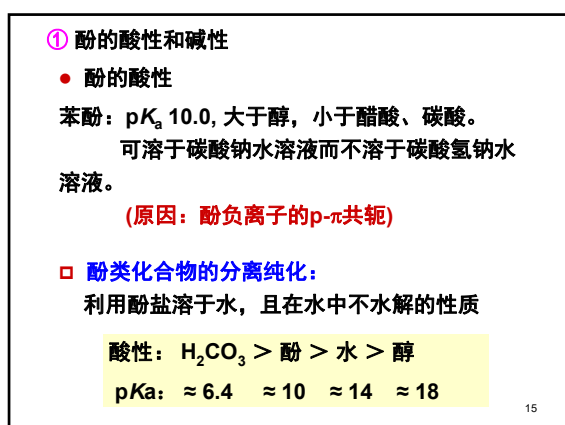 ① 酚的酸性和碱性
● 酚的酸性
苯酚：pKa 10.0, 大于醇，小于醋酸、碳酸。
可溶于碳酸钠水溶液而不溶于碳酸氢钠水
溶液。
(原因：酚负离子的p-π共轭)
□ 酚类化合物的分离纯化：
利用酚盐溶于水，且在水中不水解的性质
酸性： H2CO3 ＞ 酚 ＞ 水 ＞ 醇
pKa： ≈ 6.4 ≈ 10 ≈ 14 ≈ 18
15